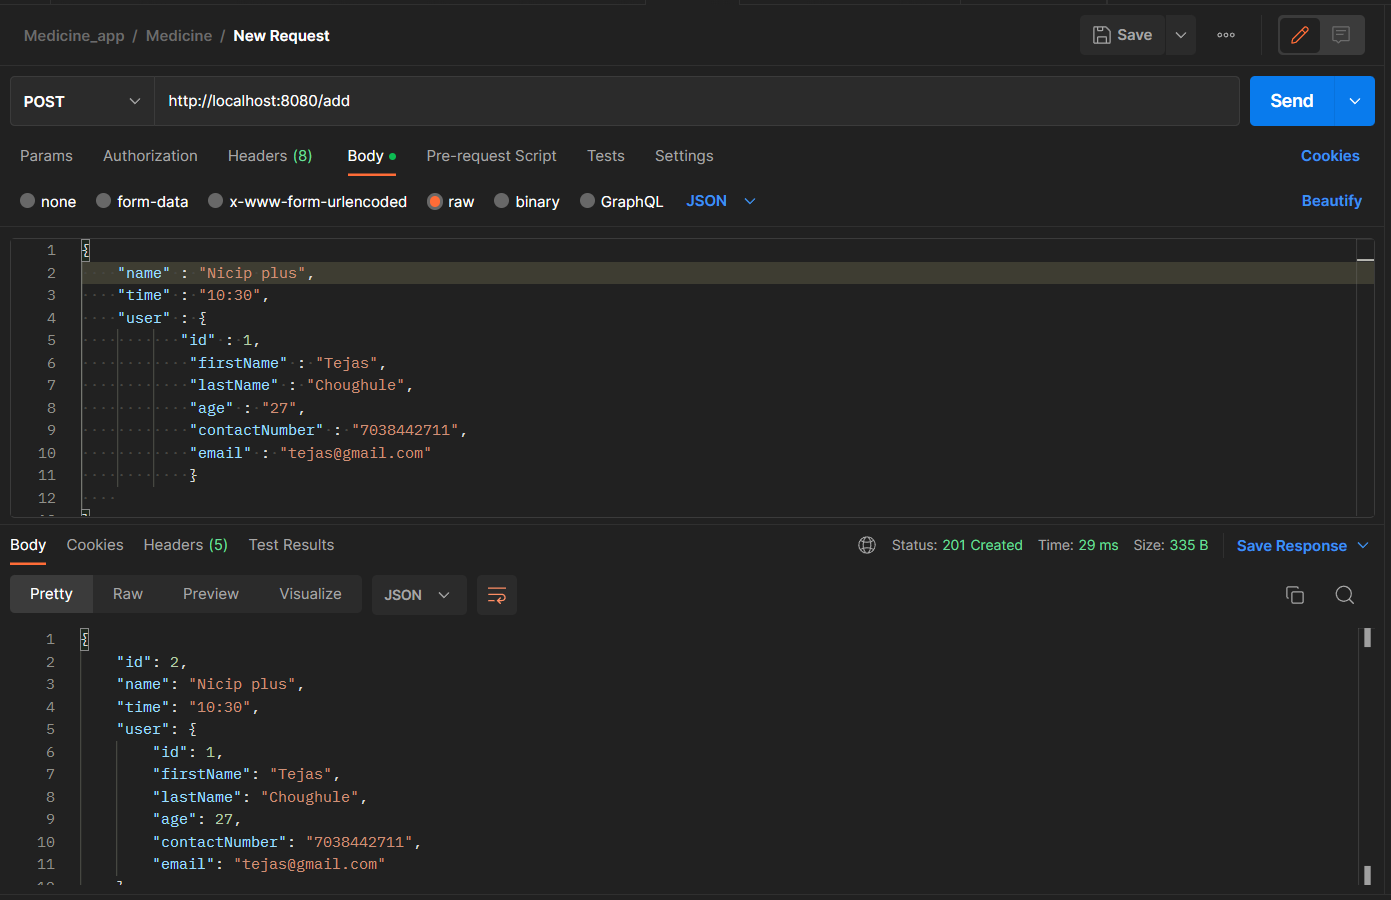 Medicine_app / Medicine / New Request
Save
POST
http://localhost:8080/add
Send
Params Authorization Headers (8) Body Pre-request Script Tests Settings Cookies
none form-data x-www-form-urlencoded raw binary GraphQL JSON Beautify
1 {
2 "name" : "Nicip plus",
3 "time" : "10:30",
4 "user" : {
5 "id" : 1,
6 "firstName" : "Tejas",
7 "lastName" : "Choughule",
8 "age" : "27",
9 "contactNumber" : "7038442711",
10 "email" : "tejas@gmail.com"
11 }
12
Body Cookies Headers (5) Test Results Status: 201 Created Time: 29 ms Size: 335 B Save Response
Pretty Raw Preview Visualize JSON
1 {
2 "id": 2,
3 "name": "Nicip plus",
4 "time": "10:30",
5 "user": {
6 "id": 1,
7 "firstName": "Tejas",
8 "lastName": "Choughule",
9 "age": 27,
10 "contactNumber": "7038442711",
11 "email": "tejas@gmail.com"